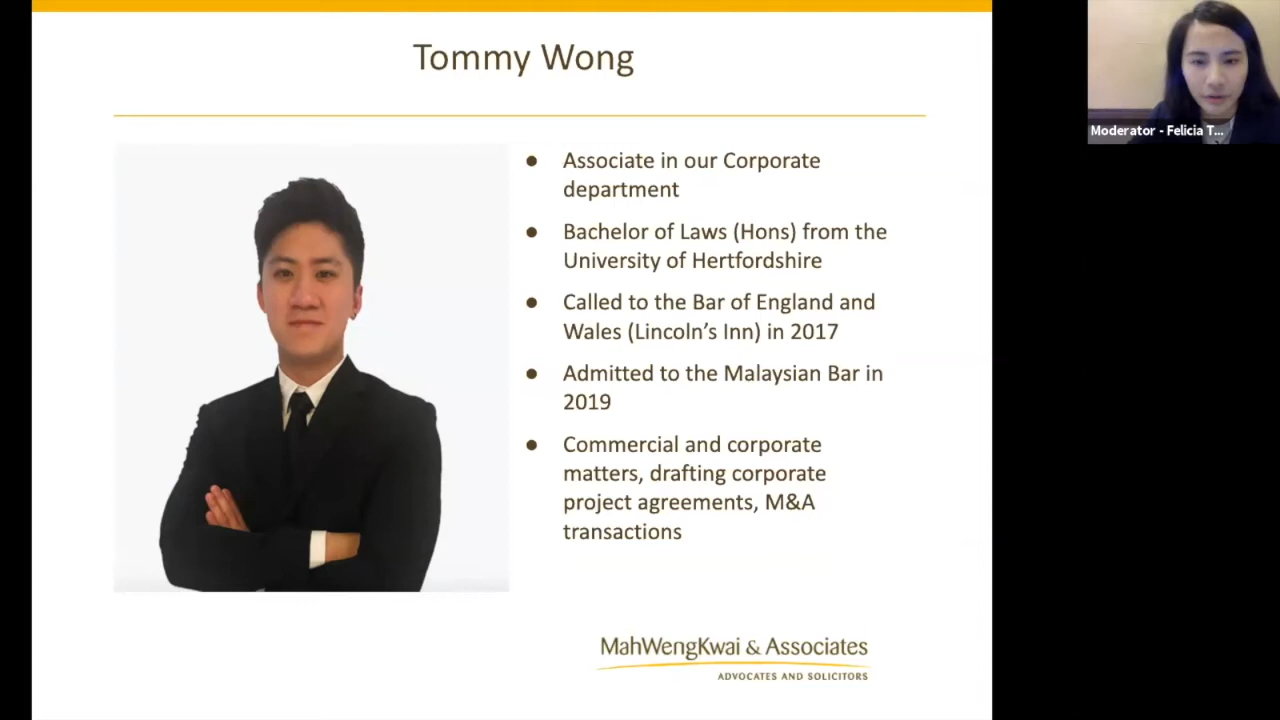 Tommy Wong
● Associate in our Corporate
department
● Bachelor of Laws (Hons) from the
University of Hertfordshire
● Called to the Bar of England and
Wales (Lincoln’s Inn) in 2017
● Admitted to the Malaysian Bar in
2019
● Commercial and corporate
matters, drafting corporate
project agreements, M&A
transactions
MahWengKwai & Associates
ADVOCATES AND SOLICITORS
Moderator - Felicia T...